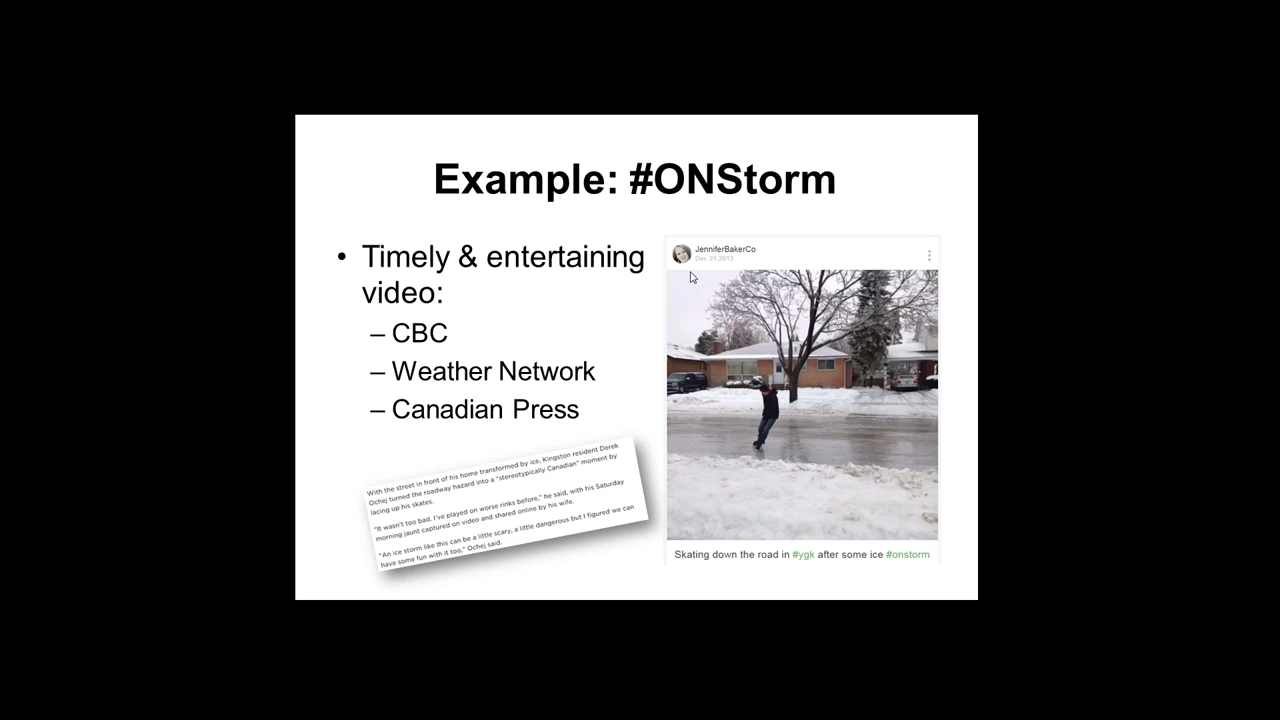 Example: #ONStorm
• Timely & entertaining
video:
– CBC
– Weather Network
– Canadian Press
With the street in front of his home transformed by ice, Kingston resident Derek
Ochej turned the roadway hazard into a "stereotypically Canadian" moment by
lacing up his skates.
"It wasn't too bad. I've played on worse rinks before," he said, with his Saturday
morning jaunt captured on video and shared online by his wife.
"An ice storm like this can be a little scary, a little dangerous but I figured we can
have some fun with it too," Ochej said.
JenniferBakerCo
Dec 21 2013
Skating down the road in #ygk after some ice #onstorm